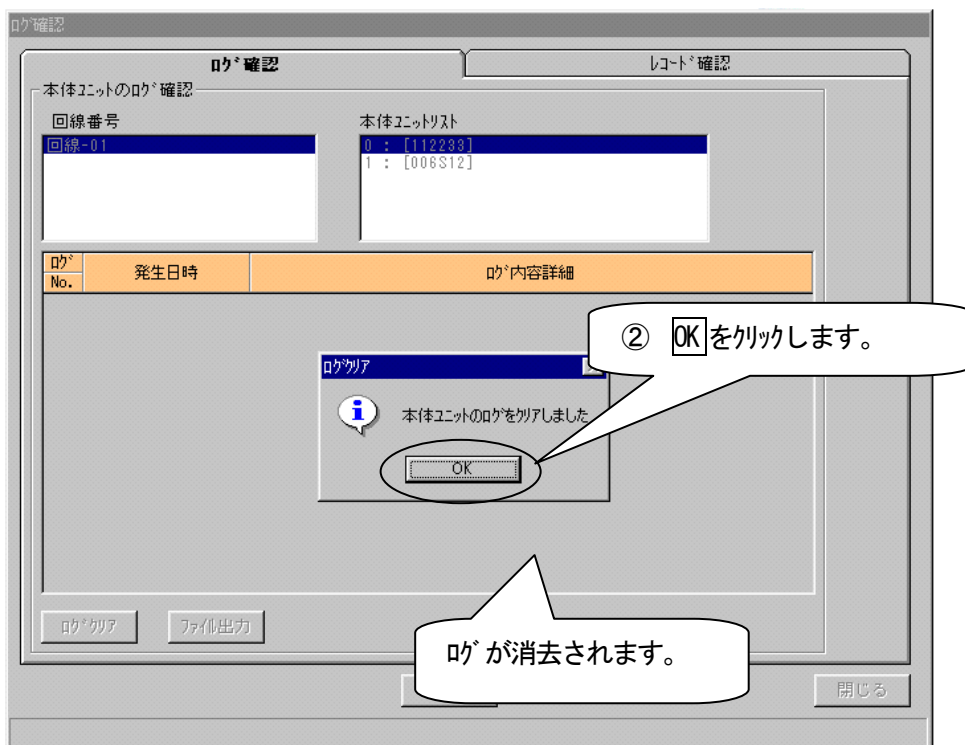 ﾛｸﾞ確認
ﾛｸﾞ確認
ﾚｺｰﾄﾞ確認
本体ﾕﾆｯﾄのﾛｸﾞ確認
回線番号
本体ﾕﾆｯﾄﾘｽﾄ
回線-01
0 : [112233]
1 : [006S12]
ﾛｸﾞ
No.
発生日時
ﾛｸﾞ内容詳細
② OKをｸﾘｯｸします。
ﾛｸﾞｸﾘｱ
本体ﾕﾆｯﾄのﾛｸﾞをｸﾘｱしました
OK
ﾛｸﾞｸﾘｱ
ﾌｧｲﾙ出力
ﾛｸﾞが消去されます。
閉じる